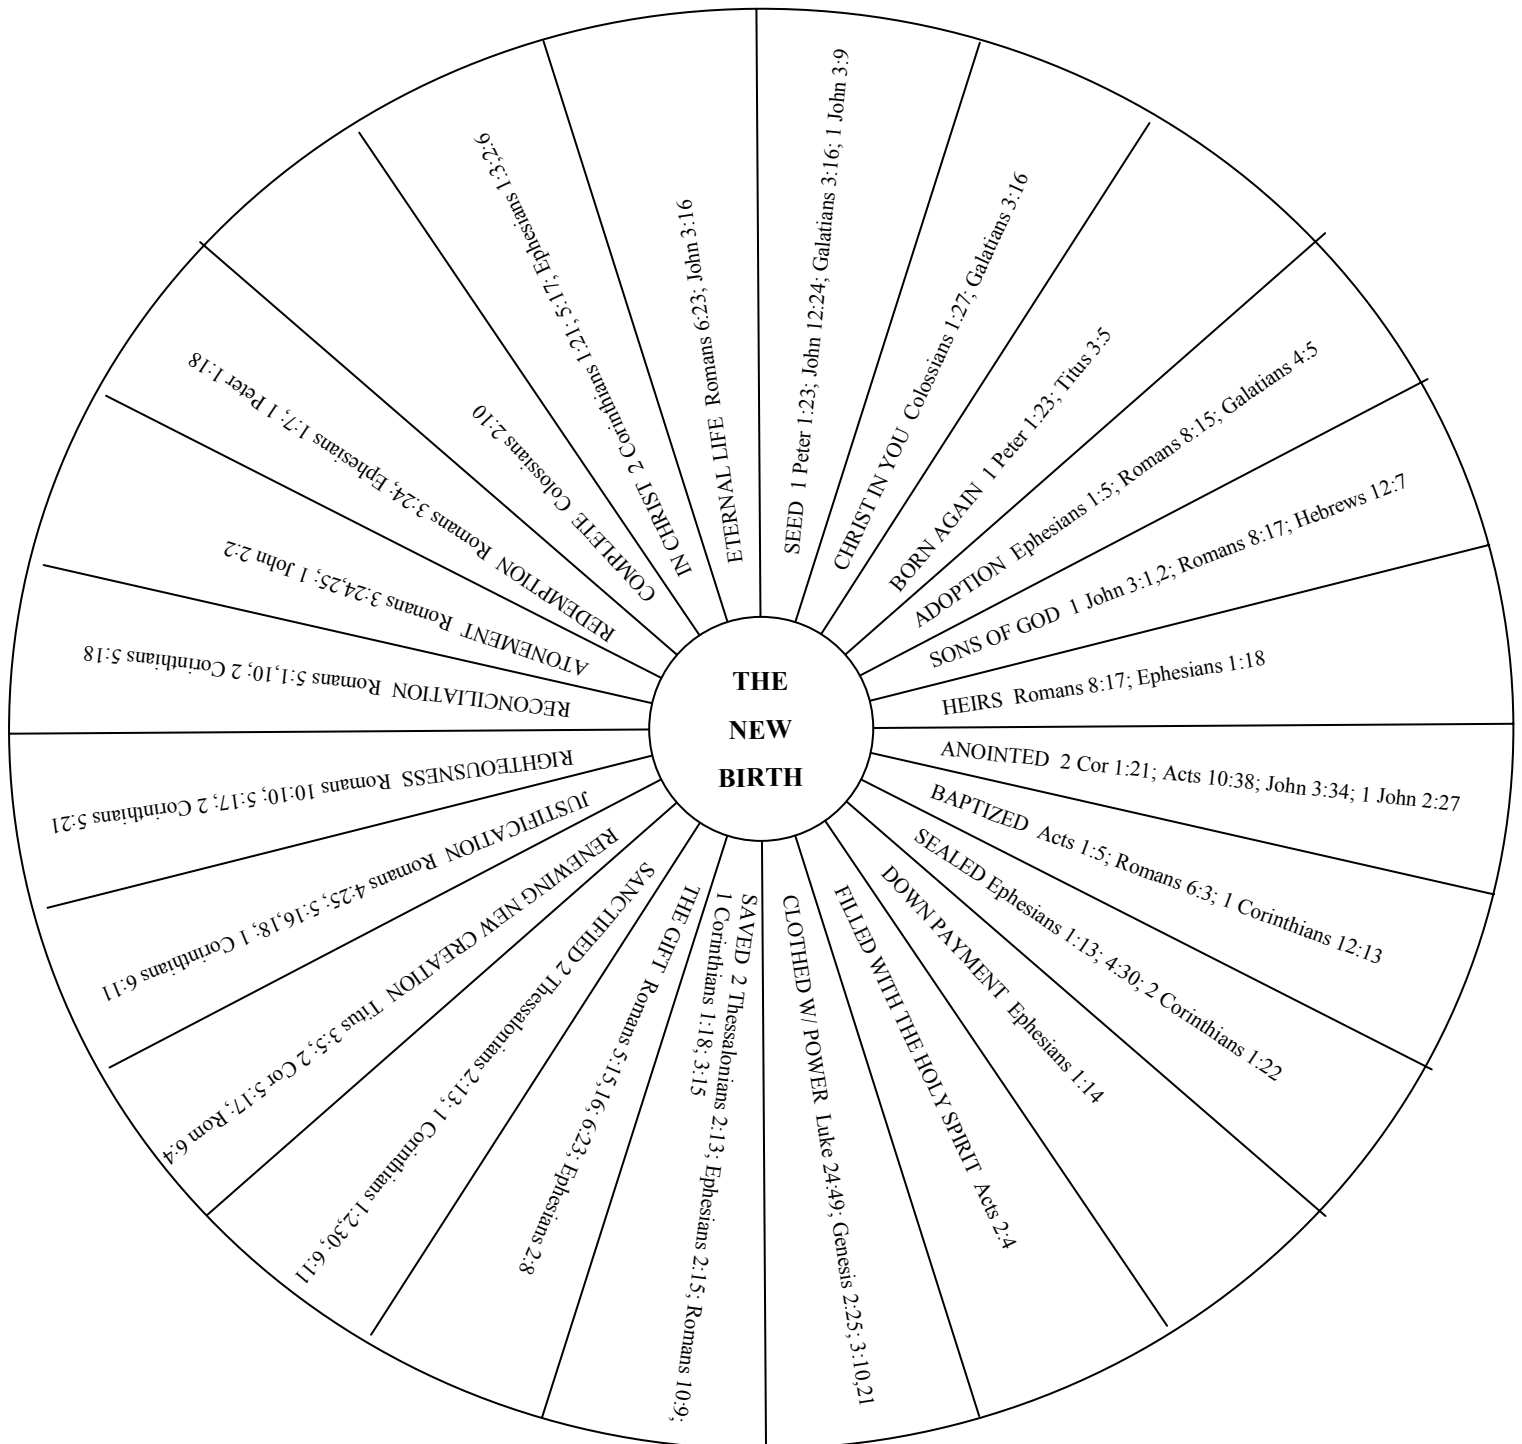 THE
NEW
BIRTH
SEED 1 Peter 1:23; John 12:24; Galatians 3:16; 1 John 3:9
CHRIST IN YOU Colossians 1:27; Galatians 3:16
BORN AGAIN 1 Peter 1:23; Titus 3:5
ADOPTION Ephesians 1:5; Romans 8:15; Galatians 4:5
SONS OF GOD 1 John 3:1,2; Romans 8:17; Hebrews 12:7
HEIRS Romans 8:17; Ephesians 1:18
ANOINTED 2 Cor 1:21; Acts 10:38; John 3:34; 1 John 2:27
BAPTIZED Acts 1:5; Romans 6:3; 1 Corinthians 12:13
SEALED Ephesians 1:13; 4:30; 2 Corinthians 1:22
DOWN PAYMENT Ephesians 1:14
FILLED WITH THE HOLY SPIRIT Acts 2:4
CLOTHED W/ POWER Luke 24:49; Genesis 2:25; 3:10,21
SAVED 2 Thessalonians 2:13; Ephesians 2:15; Romans 10:9;
1 Corinthians 1:18; 3:15
THE GIFT Romans 5:15,16; 6:23; Ephesians 2:8
SANCTIFIED 2 Thessalonians 2:13; 1 Corinthians 1:2,30; 6:11
RENEWING NEW CREATION Titus 3:5; 2 Cor 5:17; Rom 6:4
JUSTIFICATION Romans 4:25; 5:16,18; 1 Corinthians 6:11
RIGHTEOUSNESS Romans 10:10; 5:17; 2 Corinthians 5:21
RECONCILIATION Romans 5:1,10; 2 Corinthians 5:18
ATONEMENT Romans 3:24,25; 1 John 2:2
REDEMPTION Romans 3:24; Ephesians 1:7; 1 Peter 1:18
COMPLETE Colossians 2:10
IN CHRIST 2 Corinthians 1:21; 5:17; Ephesians 1:3;2:6
ETERNAL LIFE Romans 6:23; John 3:16